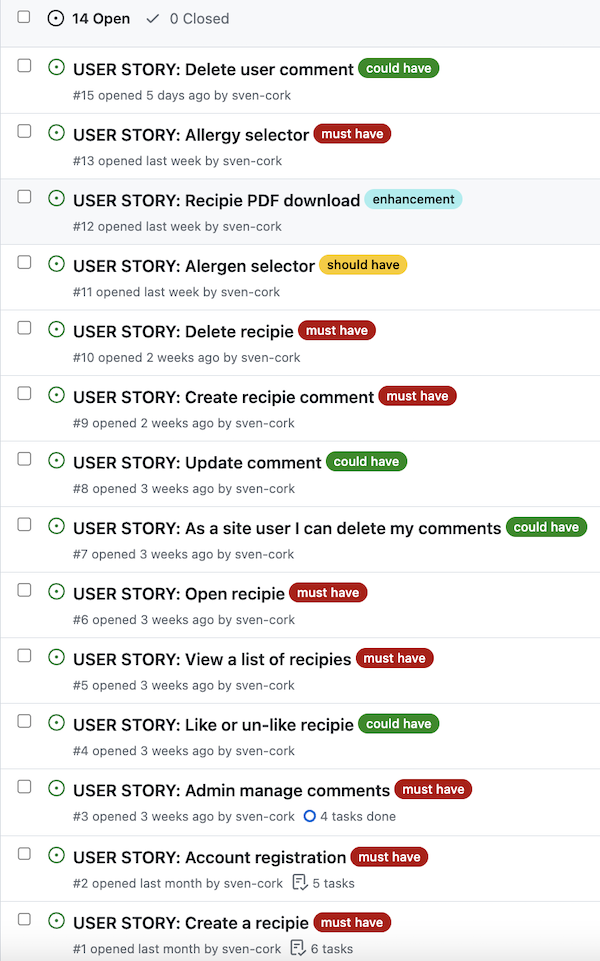 14 Open 0 Closed
USER STORY: Delete user comment could have
#15 opened 5 days ago by sven-cork
USER STORY: Allergy selector must have
#13 opened last week by sven-cork
USER STORY: Recipie PDF download enhancement
#12 opened last week by sven-cork
USER STORY: Alergen selector should have
#11 opened last week by sven-cork
USER STORY: Delete recipie must have
#10 opened 2 weeks ago by sven-cork
USER STORY: Create recipie comment must have
#9 opened 2 weeks ago by sven-cork
USER STORY: Update comment could have
#8 opened 3 weeks ago by sven-cork
USER STORY: As a site user I can delete my comments could have
#7 opened 3 weeks ago by sven-cork
USER STORY: Open recipie must have
#6 opened 3 weeks ago by sven-cork
USER STORY: View a list of recipies must have
#5 opened 3 weeks ago by sven-cork
USER STORY: Like or un-like recipie could have
#4 opened 3 weeks ago by sven-cork
USER STORY: Admin manage comments must have
#3 opened 3 weeks ago by sven-cork 4 tasks done
USER STORY: Account registration must have
#2 opened last month by sven-cork 5 tasks
USER STORY: Create a recipie must have
#1 opened last month by sven-cork 6 tasks